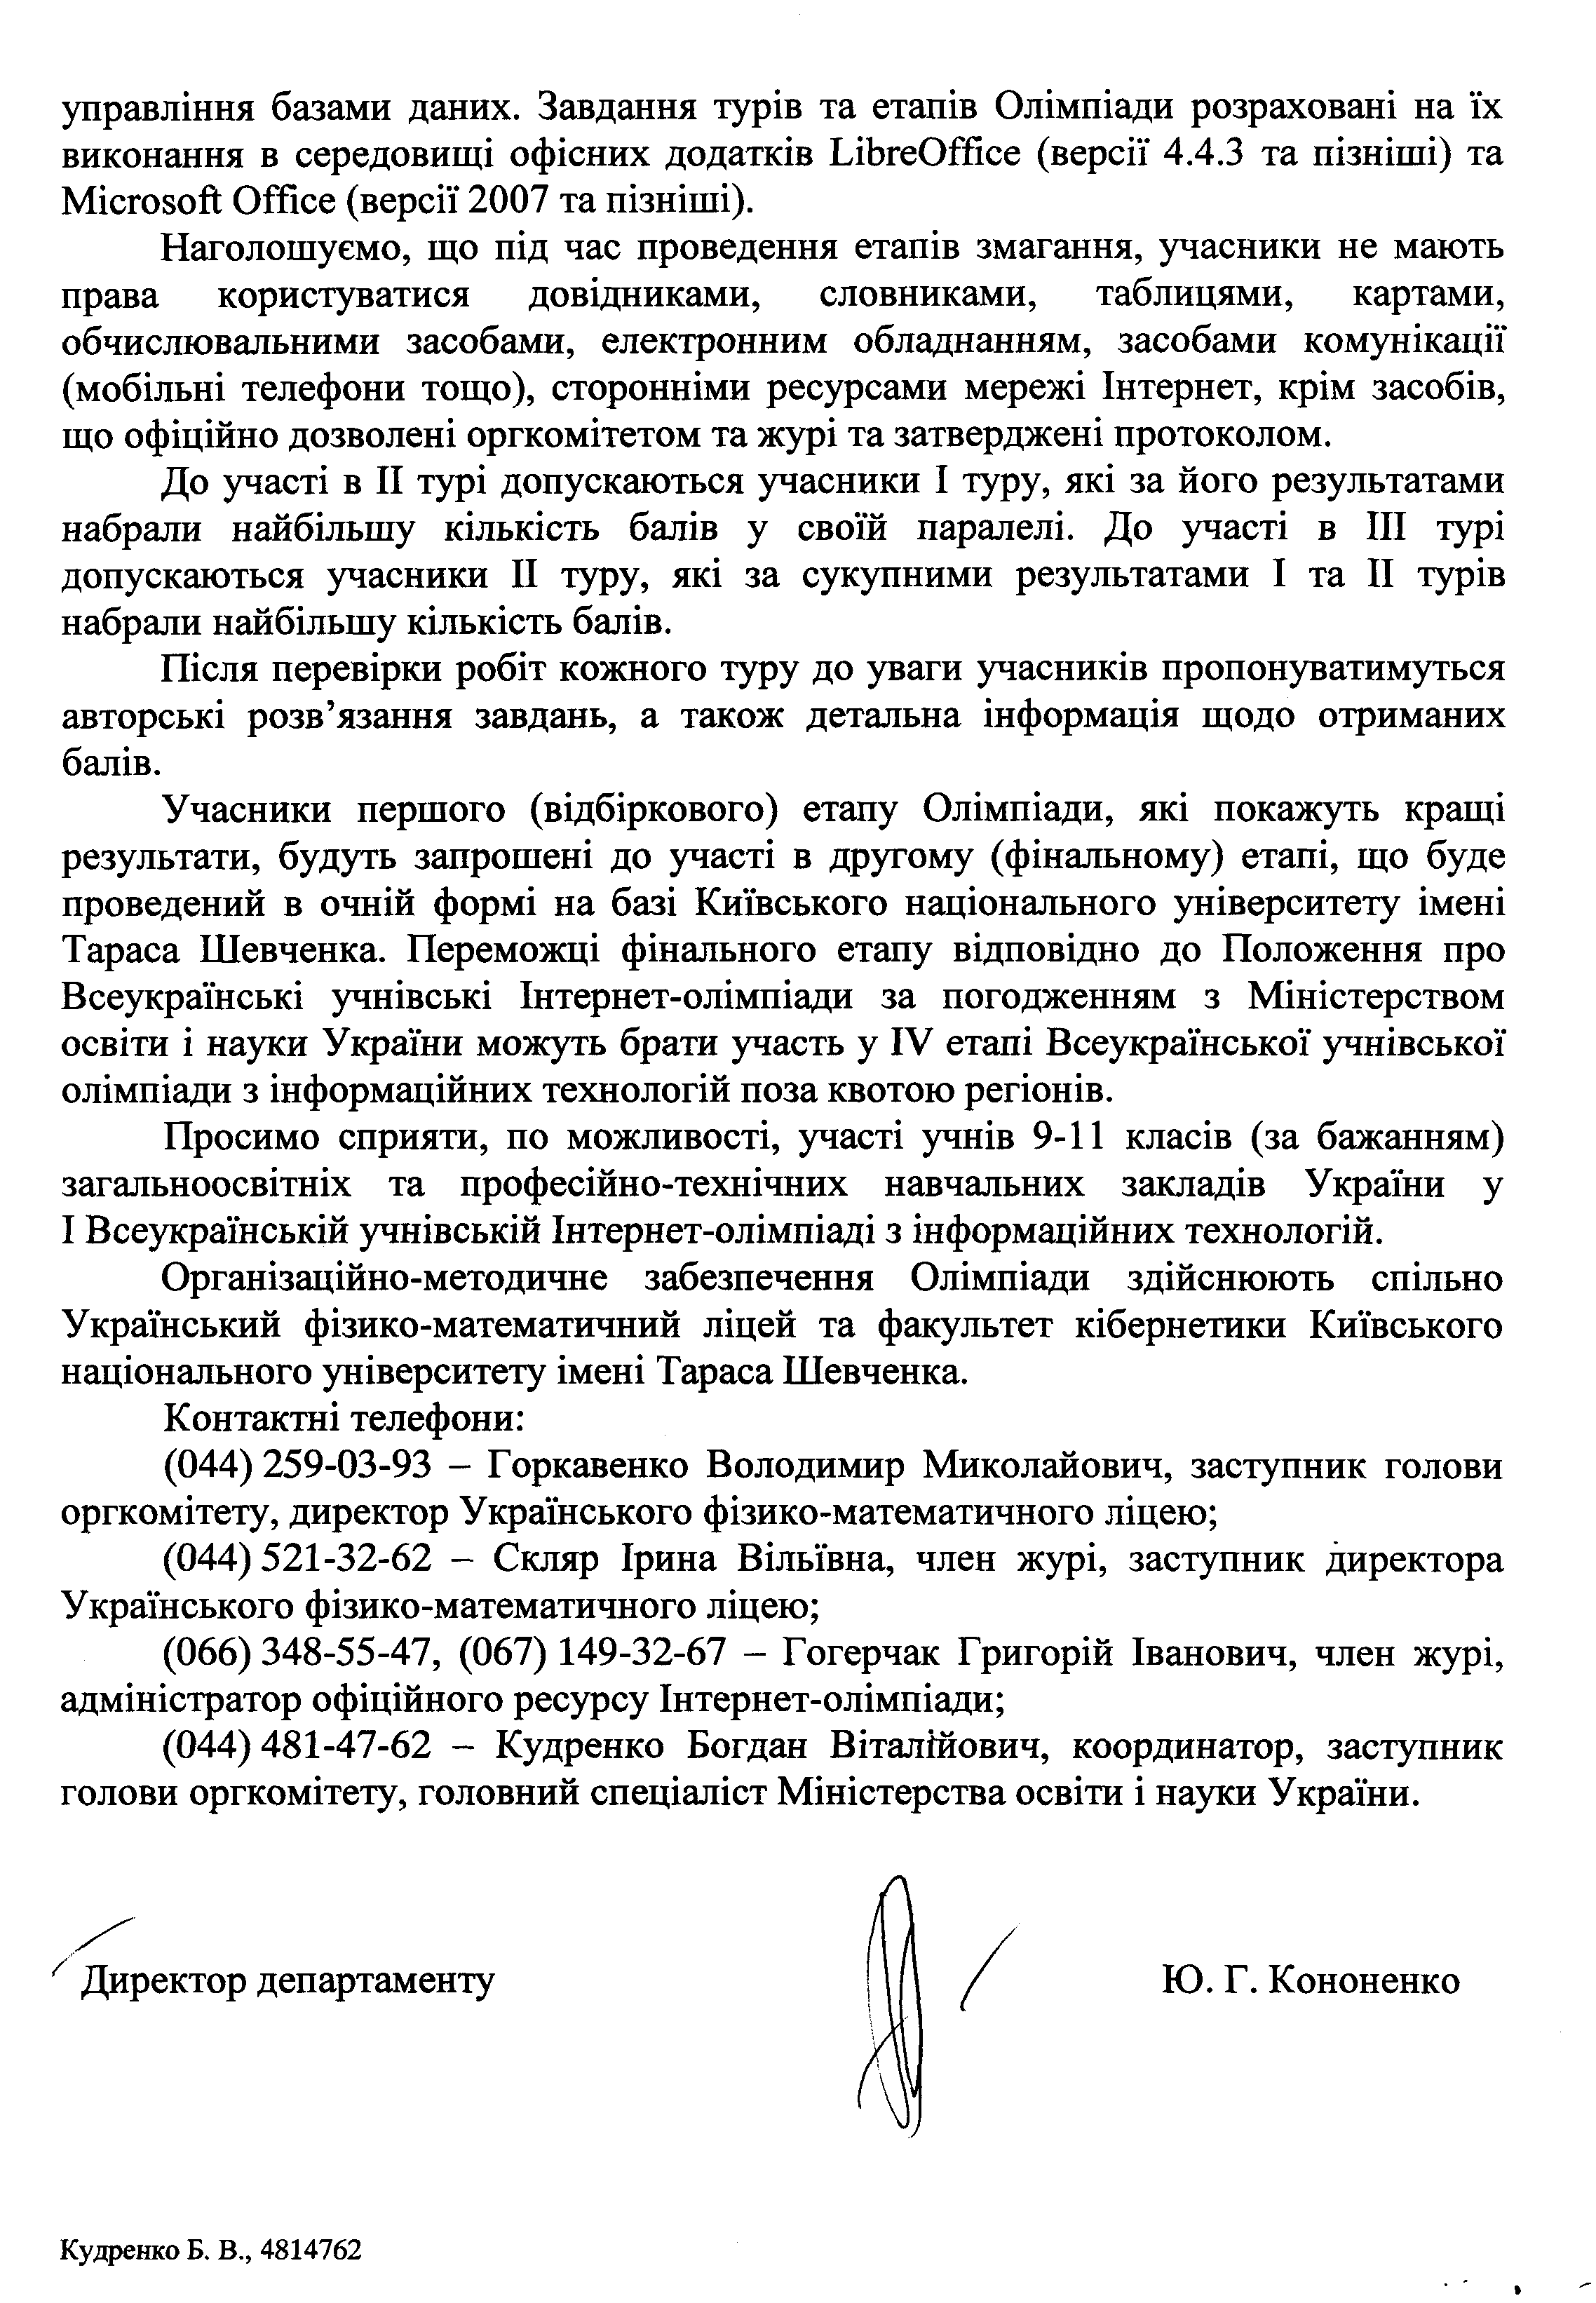 управління базами даних. Завдання турів та етапів Олімпіади розраховані на їх
виконання в середовищі офісних додатків LibreOffice (версії 4.4.3 та пізніші) та
Microsoft Office (версії 2007 та пізніші).
Наголошуємо, що під час проведення етапів змагання, учасники не мають
права користуватися довідниками, словниками, таблицями, картами,
обчислювальними засобами, електронним обладнанням, засобами комунікації
(мобільні телефони тощо), сторонніми ресурсами мережі Інтернет, крім засобів,
що офіційно дозволені оргкомітетом та журі та затверджені протоколом.
До участі в II турі допускаються учасники I туру, які за його результатами
набрали найбільшу кількість балів у своїй паралелі. До участі в III турі
допускаються учасники II туру, які за сукупними результатами I та II турів
набрали найбільшу кількість балів.
Після перевірки робіт кожного туру до уваги учасників пропонуватимуться
авторські розв’язання завдань, а також детальна інформація щодо отриманих
балів.
Учасники першого (відбіркового) етапу Олімпіади, які покажуть кращі
результати, будуть запрошені до участі в другому (фінальному) етапі, що буде
проведений в очній формі на базі Київського національного університету імені
Тараса Шевченка. Переможці фінального етапу відповідно до Положення про
Всеукраїнські учнівські Інтернет-олімпіади за погодженням з Міністерством
освіти і науки України можуть брати участь у IV етапі Всеукраїнської учнівської
олімпіади з інформаційних технологій поза квотою регіонів.
Просимо сприяти, по можливості, участі учнів 9-11 класів (за бажанням)
загальноосвітніх та професійно-технічних навчальних закладів України у
I Всеукраїнській учнівській Інтернет-олімпіаді з інформаційних технологій.
Організаційно-методичне забезпечення Олімпіади здійснюють спільно
Український фізико-математичний ліцей та факультет кібернетики Київського
національного університету імені Тараса Шевченка.
Контактні телефони:
(044) 259-03-93 – Горкавенко Володимир Миколайович, заступник голови
оргкомітету, директор Українського фізико-математичного ліцею;
(044) 521-32-62 – Скляр Ірина Вільївна, член журі, заступник директора
Українського фізико-математичного ліцею;
(066) 348-55-47, (067) 149-32-67 – Гогерчак Григорій Іванович, член журі,
адміністратор офіційного ресурсу Інтернет-олімпіади;
(044) 481-47-62 – Кудренко Богдан Віталійович, координатор, заступник
голови оргкомітету, головний спеціаліст Міністерства освіти і науки України.
Директор департаменту Ю. Г. Кононенко
Кудренко Б. В., 4814762